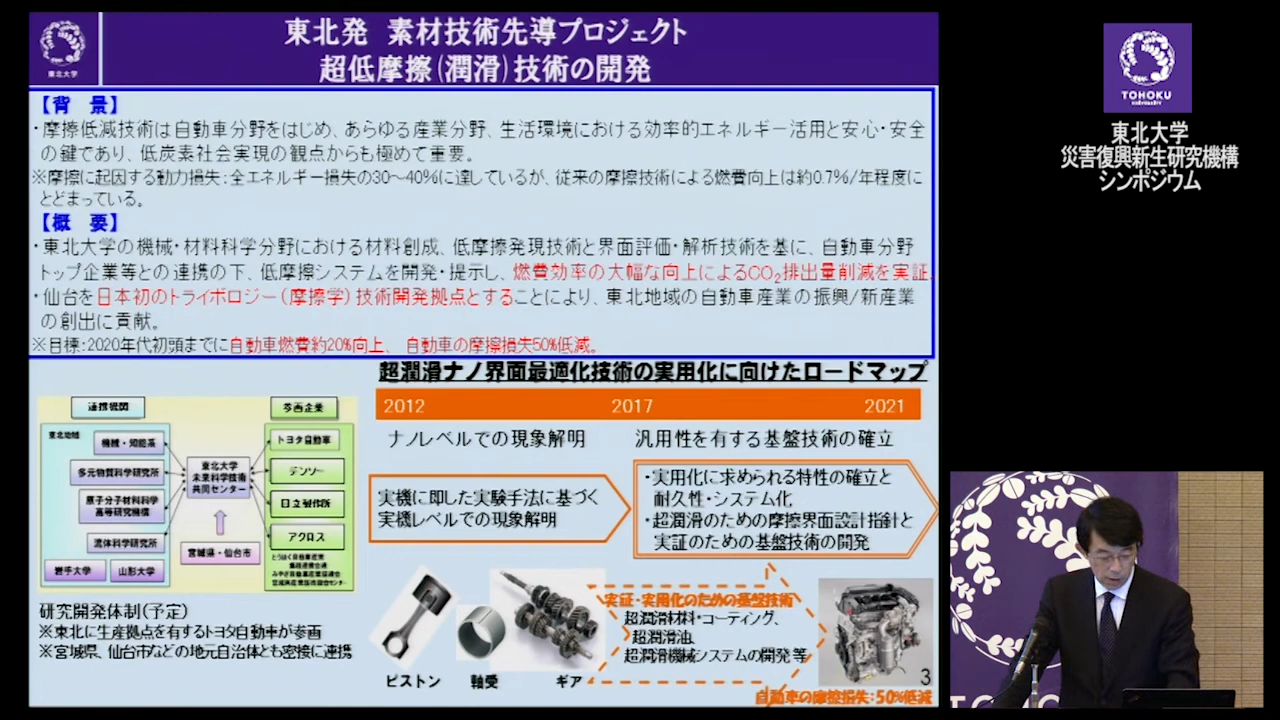 東北大学
東北発 素材技術先導プロジェクト
超低摩擦(潤滑)技術の開発
TOHOKU
UNIVERSITY
東北大学
災害復興新生研究機構
シンポジウム
【背 景】
・摩擦低減技術は自動車分野をはじめ、あらゆる産業分野、生活環境における効率的エネルギー活用と安心・安全
の鍵であり、低炭素社会実現の観点からも極めて重要。
※摩擦に起因する動力損失:全エネルギー損失の30～40%に達しているが、従来の摩擦技術による燃費向上は約0.7%/年程度に
とどまっている。
【概 要】
・東北大学の機械・材料科学分野における材料創成、低摩擦発現技術と界面評価・解析技術を基に、自動車分野
トップ企業等との連携の下、低摩擦システムを開発・提示し、燃費効率の大幅な向上によるCO2排出量削減を実証。
・仙台を日本初のトライボロジー(摩擦学)技術開発拠点とすることにより、東北地域の自動車産業の振興/新産業
の創出に貢献。
※目標:2020年代初頭までに自動車燃費約20%向上、 自動車の摩擦損失50%低減。
超潤滑ナノ界面最適化技術の実用化に向けたロードマップ
2012 2017 2021
ナノレベルでの現象解明 汎用性を有する基盤技術の確立
実機に即した実験手法に基づく
実機レベルでの現象解明
・実用化に求められる特性の確立と
耐久性・システム化
・超潤滑のための摩擦界面設計指針と
実証のための基盤技術の開発
連携機関 参画企業
東北地域
機械・知能系
多元物質科学研究所
原子分子材料科学
高等研究機構
流体科学研究所
岩手大学 山形大学
東北大学
未来科学技術
共同センター
宮城県・仙台市
トヨタ自動車
デンソー
日立製作所
アクロス
研究開発体制(予定)
※東北に生産拠点を有するトヨタ自動車が参画
※宮城県、仙台市などの地元自治体とも密接に連携
ピストン 軸受 ギア
実証・実用化のための基盤技術
超潤滑材料・コーティング、
超潤滑油、
超潤滑機械システムの開発 等
自動車の摩擦損失:50%低減
3